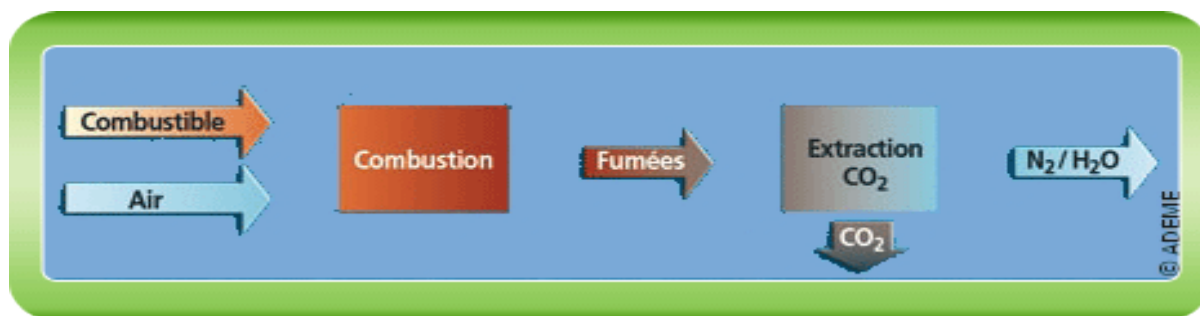 Combustible
Air
Combustion
Fumées
Extraction
CO₂
CO₂
N₂/H₂O
© ADEME